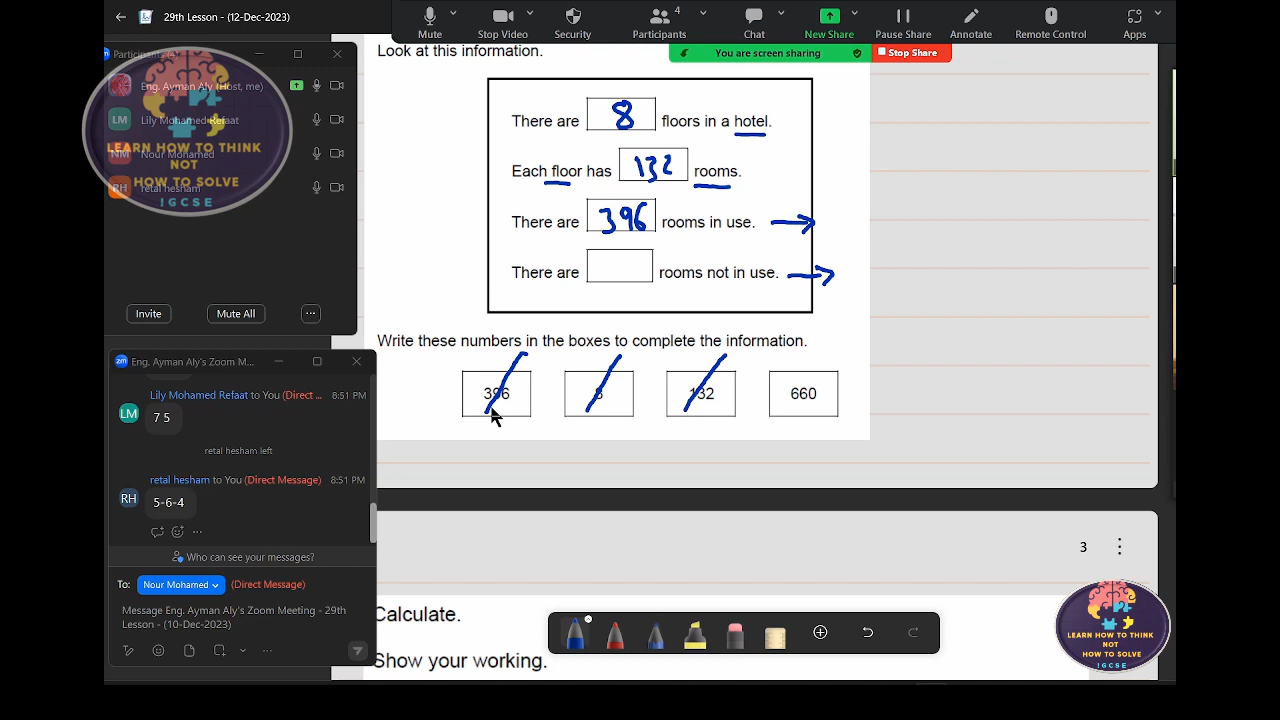 29th Lesson - (12-Dec-2023)
Mute
Stop Video
Security
4
Participants
Chat
New Share
Pause Share
Annotate
Remote Control
Apps
You are screen sharing
Stop Share
Eng. Ayman Aly (Host, me)
LM
Lily Mohamed Refaat
NM
Nour Mohamed
RH
retal hesham
LEARN HOW TO THINK
NOT
HOW TO SOLVE
IGCSE
Invite
Mute All
Look at this information.
There are 8 floors in a hotel.
Each floor has 132 rooms.
There are 396 rooms in use.
There are rooms not in use.
Write these numbers in the boxes to complete the information.
396 8 132 660
zm Eng. Ayman Aly's Zoom M...
Lily Mohamed Refaat to You (Direct ... 8:51 PM
LM
7 5
retal hesham left
retal hesham to You (Direct Message) 8:51 PM
RH
5-6-4
Who can see your messages?
To: Nour Mohamed (Direct Message)
Message Eng. Ayman Aly's Zoom Meeting - 29th
Lesson - (10-Dec-2023)
3
Calculate.
Show your working.
LEARN HOW TO THINK
NOT
HOW TO SOLVE
IGCSE